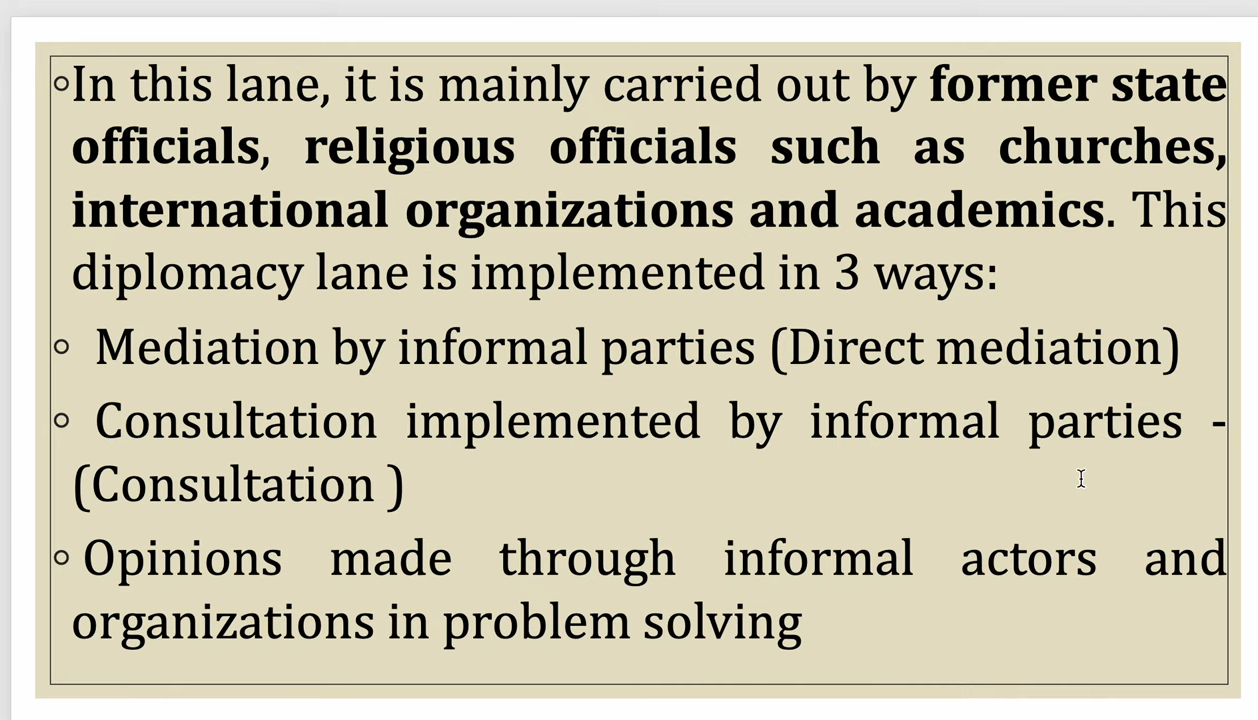 ◦In this lane, it is mainly carried out by former state
officials, religious officials such as churches,
international organizations and academics. This
diplomacy lane is implemented in 3 ways:
◦ Mediation by informal parties (Direct mediation)
◦ Consultation implemented by informal parties -
(Consultation )
◦ Opinions made through informal actors and
organizations in problem solving